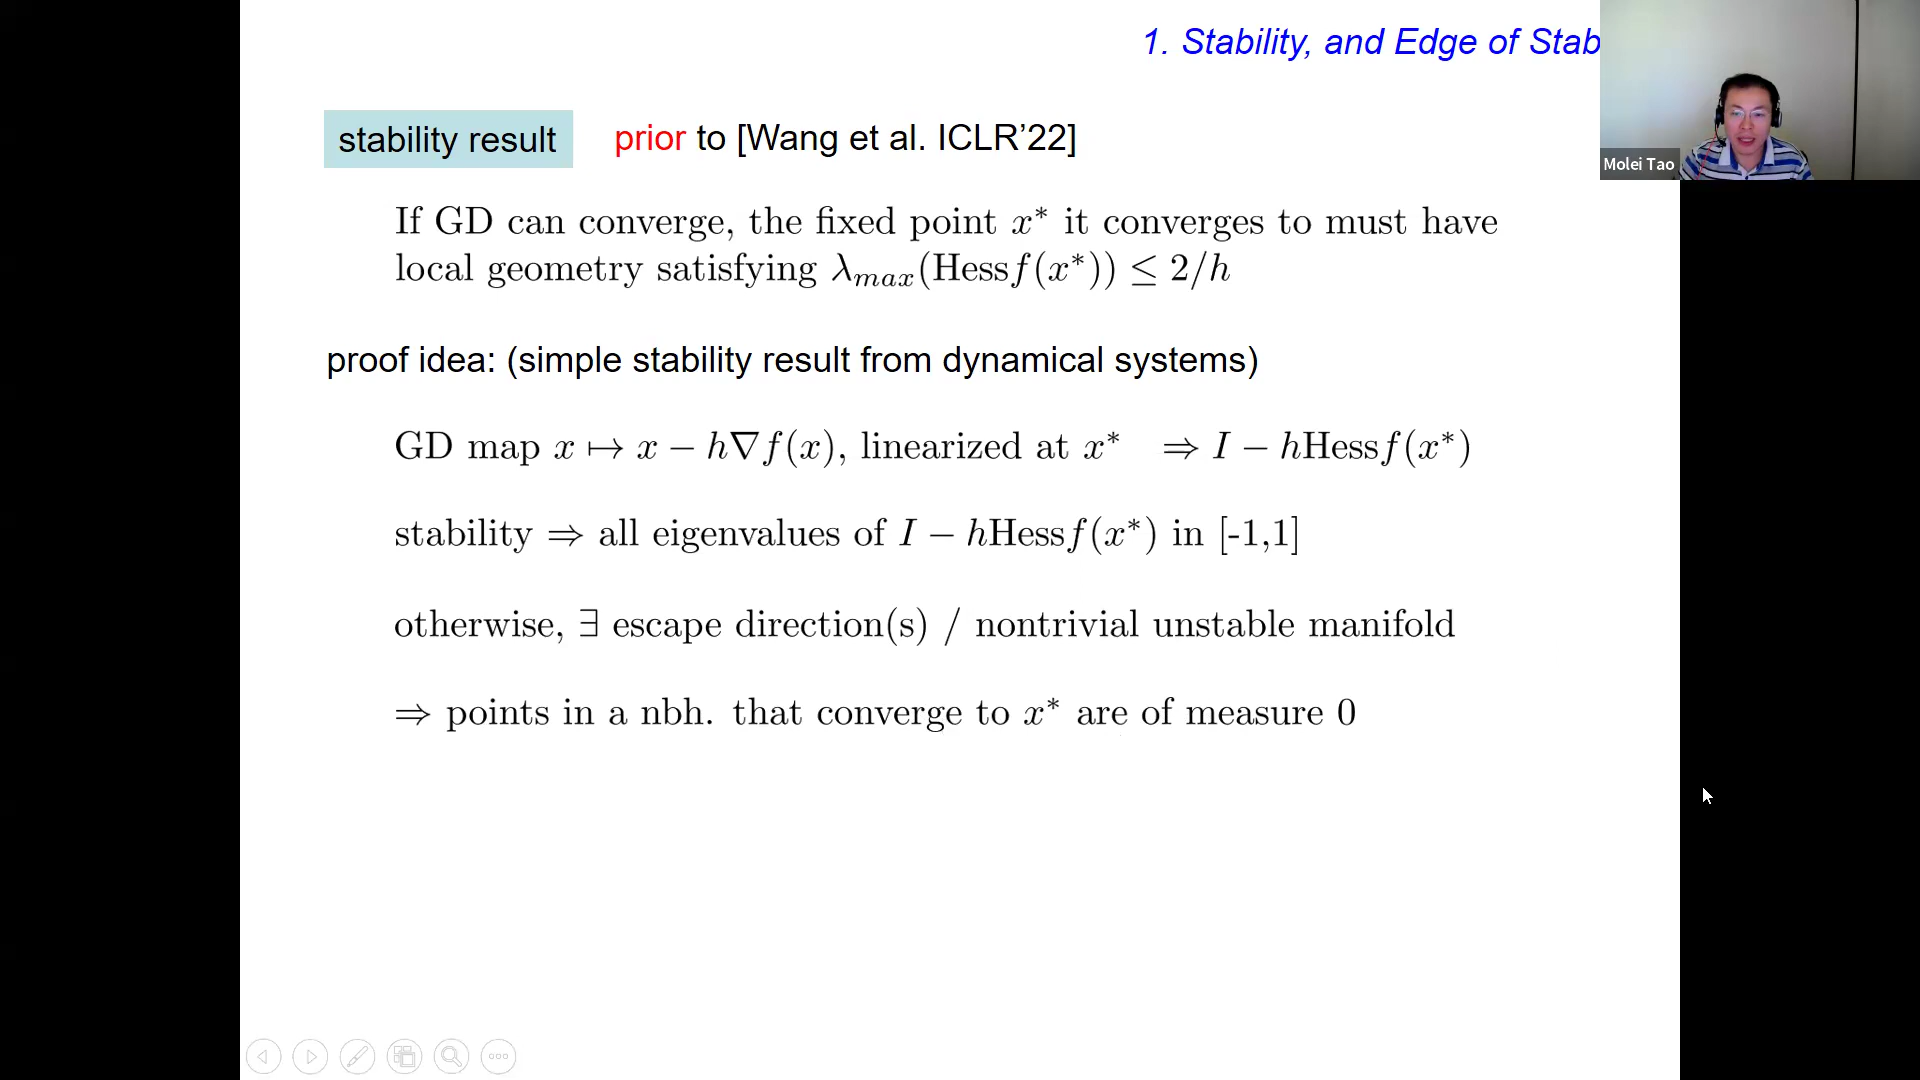 1. Stability, and Edge of Stab
Molei Tao
stability result prior to [Wang et al. ICLR’22]
If GD can converge, the fixed point x* it converges to must have
local geometry satisfying λ_max(Hessf(x*)) ≤ 2/h
proof idea: (simple stability result from dynamical systems)
GD map x ↦ x − h∇f(x), linearized at x* ⇒ I − hHessf(x*)
stability ⇒ all eigenvalues of I − hHessf(x*) in [-1,1]
otherwise, ∃ escape direction(s) / nontrivial unstable manifold
⇒ points in a nbh. that converge to x* are of measure 0